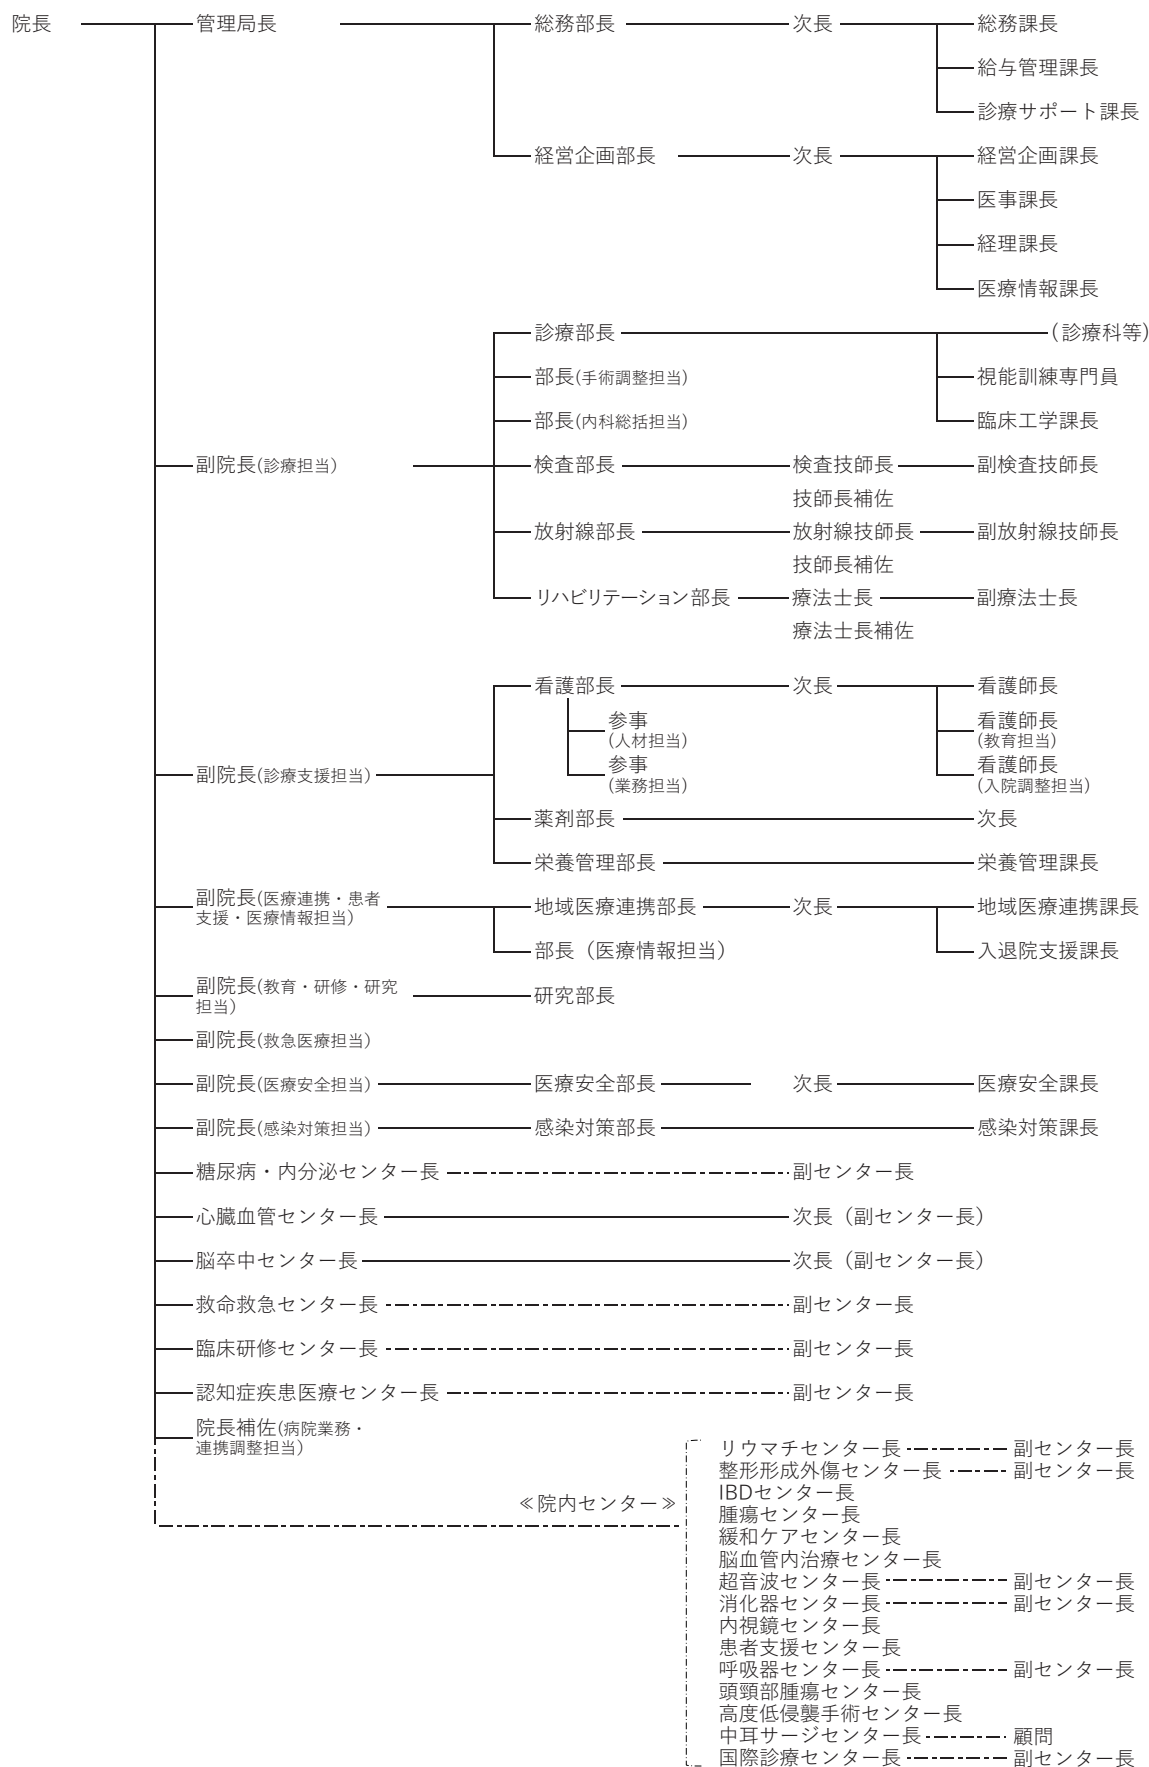 院長 管理局長 総務部長 次長 総務課長
給与管理課長
診療サポート課長
経営企画部長 次長 経営企画課長
医事課長
経理課長
医療情報課長
診療部長 (診療科等)
部長(手術調整担当) 視能訓練専門員
部長(内科総括担当) 臨床工学課長
副院長(診療担当) 検査部長 検査技師長 副検査技師長
技師長補佐
放射線部長 放射線技師長 副放射線技師長
技師長補佐
リハビリテーション部長 療法士長 副療法士長
療法士長補佐
看護部長 次長 看護師長
参事 看護師長
(人材担当) (教育担当)
副院長(診療支援担当) 参事 看護師長
(業務担当) (入院調整担当)
薬剤部長 次長
栄養管理部長 栄養管理課長
副院長(医療連携・患者
支援・医療情報担当) 地域医療連携部長 次長 地域医療連携課長
部長(医療情報担当) 入退院支援課長
副院長(教育・研修・研究
担当) 研究部長
副院長(救急医療担当)
副院長(医療安全担当) 医療安全部長 次長 医療安全課長
副院長(感染対策担当) 感染対策部長 感染対策課長
糖尿病・内分泌センター長 副センター長
心臓血管センター長 次長(副センター長)
脳卒中センター長 次長(副センター長)
救命救急センター長 副センター長
臨床研修センター長 副センター長
認知症疾患医療センター長 副センター長
院長補佐(病院業務・
連携調整担当)
≪院内センター≫
リウマチセンター長 副センター長
整形形成外傷センター長 副センター長
IBDセンター長
腫瘍センター長
緩和ケアセンター長
脳血管内治療センター長
超音波センター長 副センター長
消化器センター長 副センター長
内視鏡センター長
患者支援センター長
呼吸器センター長 副センター長
頭頸部腫瘍センター長
高度低侵襲手術センター長
中耳サージセンター長 顧問
国際診療センター長 副センター長